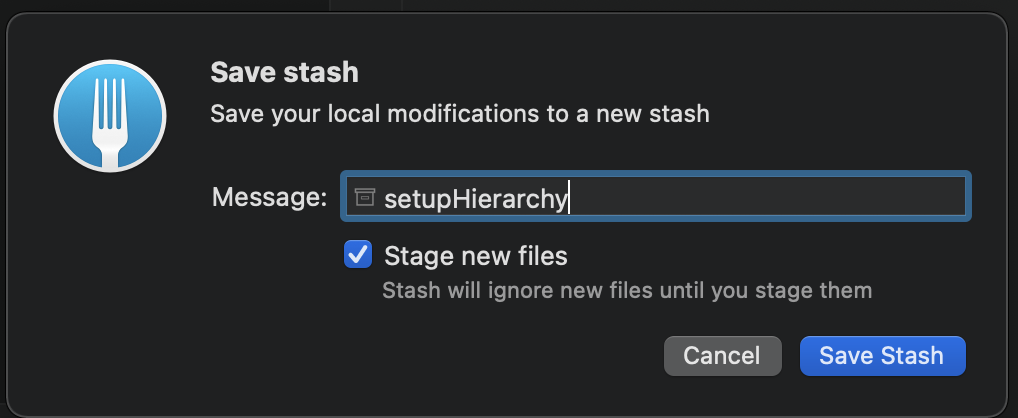 Save stash
Save your local modifications to a new stash
Message: setupHierarchy
Stage new files
Stash will ignore new files until you stage them
Cancel Save Stash